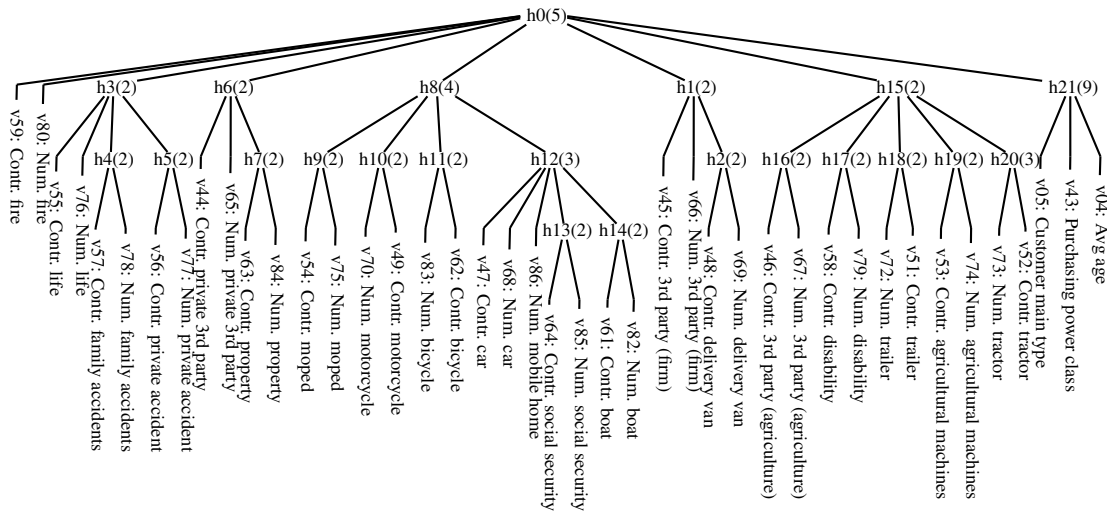 h0(5)
h3(2)
h6(2)
h8(4)
h1(2)
h15(2)
h21(9)
v59: Contr. fire
v80: Num. fire
h4(2)
h5(2)
h7(2)
h9(2)
h10(2)
h11(2)
h12(3)
h2(2)
h16(2)
h17(2)
h18(2)
h19(2)
h20(3)
v55: Contr. life
v76: Num. life
v44: Contr. private 3rd party
v65: Num. private 3rd party
v45: Contr. 3rd party (firm)
v66: Num. 3rd party (firm)
v05: Customer main type
v43: Purchasing power class
v04: Avg age
h13(2)
h14(2)
v57: Contr. family accidents
v78: Num. family accidents
v56: Contr. private accident
v77: Num. private accident
v63: Contr. property
v84: Num. property
v54: Contr. moped
v75: Num. moped
v70: Num. motorcycle
v49: Contr. motorcycle
v83: Num. bicycle
v62: Contr. bicycle
v47: Contr. car
v68: Num. car
v86: Num. mobile home
v48: Contr. delivery van
v69: Num. delivery van
v46: Contr. 3rd party (agriculture)
v67: Num. 3rd party (agriculture)
v58: Contr. disability
v79: Num. disability
v72: Num. trailer
v51: Contr. trailer
v53: Contr. agricultural machines
v74: Num. agricultural machines
v73: Num. tractor
v52: Contr. tractor
v64: Contr. social security
v85: Num. social security
v61: Contr. boat
v82: Num. boat